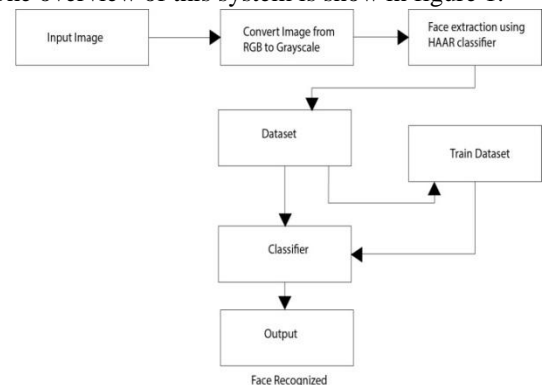 The overview of this system is show in figure 1.
Input Image
Convert Image from
RGB to Grayscale
Face extraction using
HAAR classifier
Dataset
Train Dataset
Classifier
Output
Face Recognized